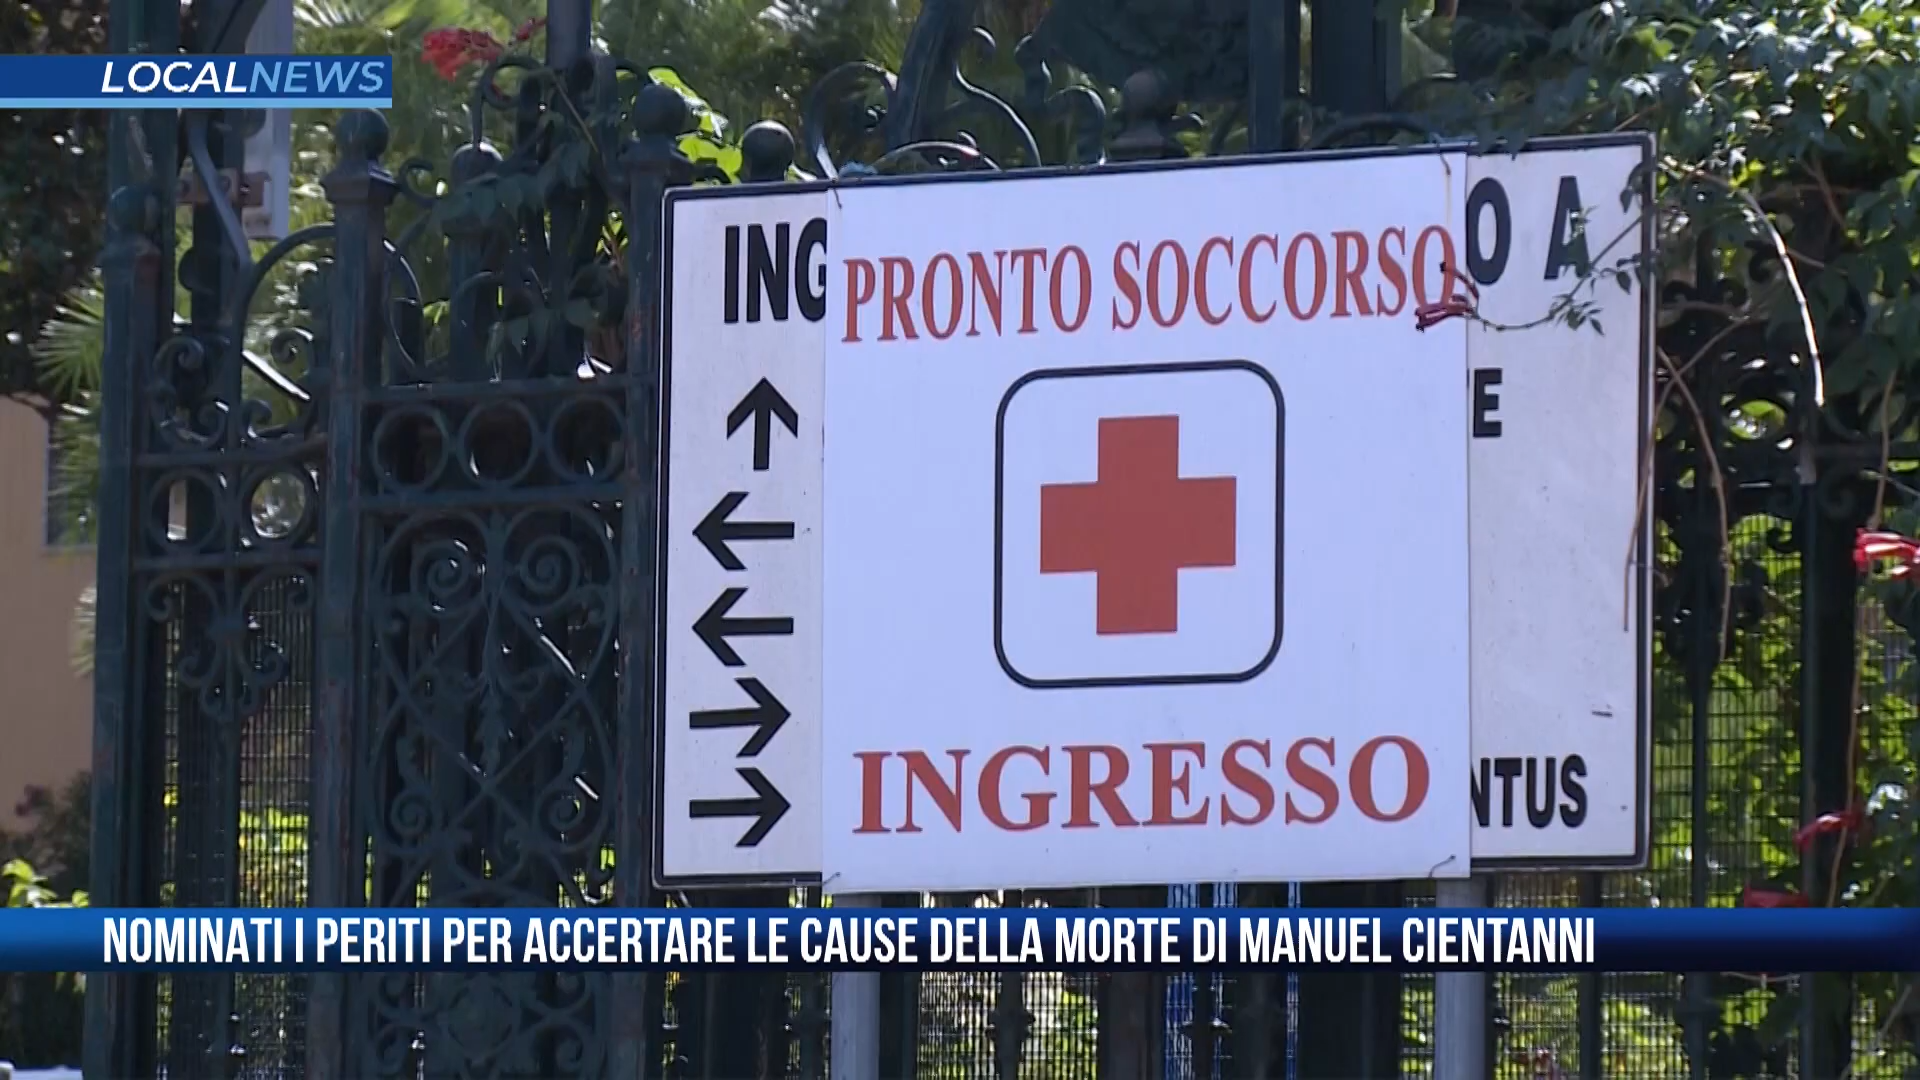 LOCALNEWS
ING
O A
PRONTO SOCCORSO
E
INGRESSO
NTUS
NOMINATI I PERITI PER ACCERTARE LE CAUSE DELLA MORTE DI MANUEL CIENTANNI